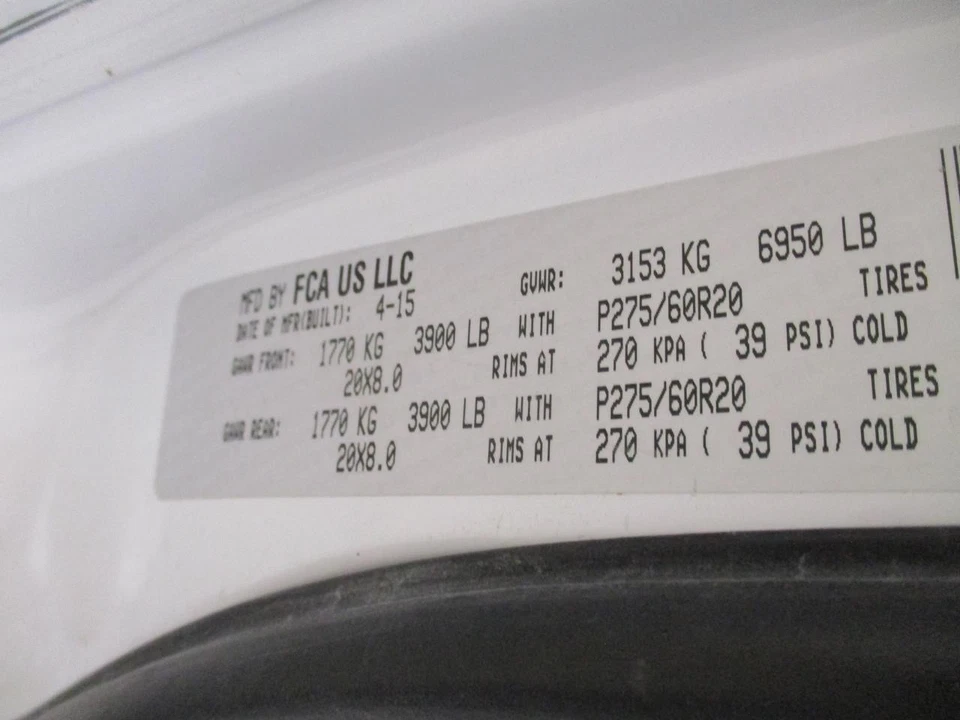 MFD BY FCA US LLC
DATE OF MFR(BUILT): 4-15 GVWR: 3153 KG 6950 LB
GAWR FRONT: 1770 KG 3900 LB WITH P275/60R20 TIRES
20X8.0 RIMS AT 270 KPA ( 39 PSI) COLD
GAWR REAR: 1770 KG 3900 LB WITH P275/60R20 TIRES
20X8.0 RIMS AT 270 KPA ( 39 PSI) COLD